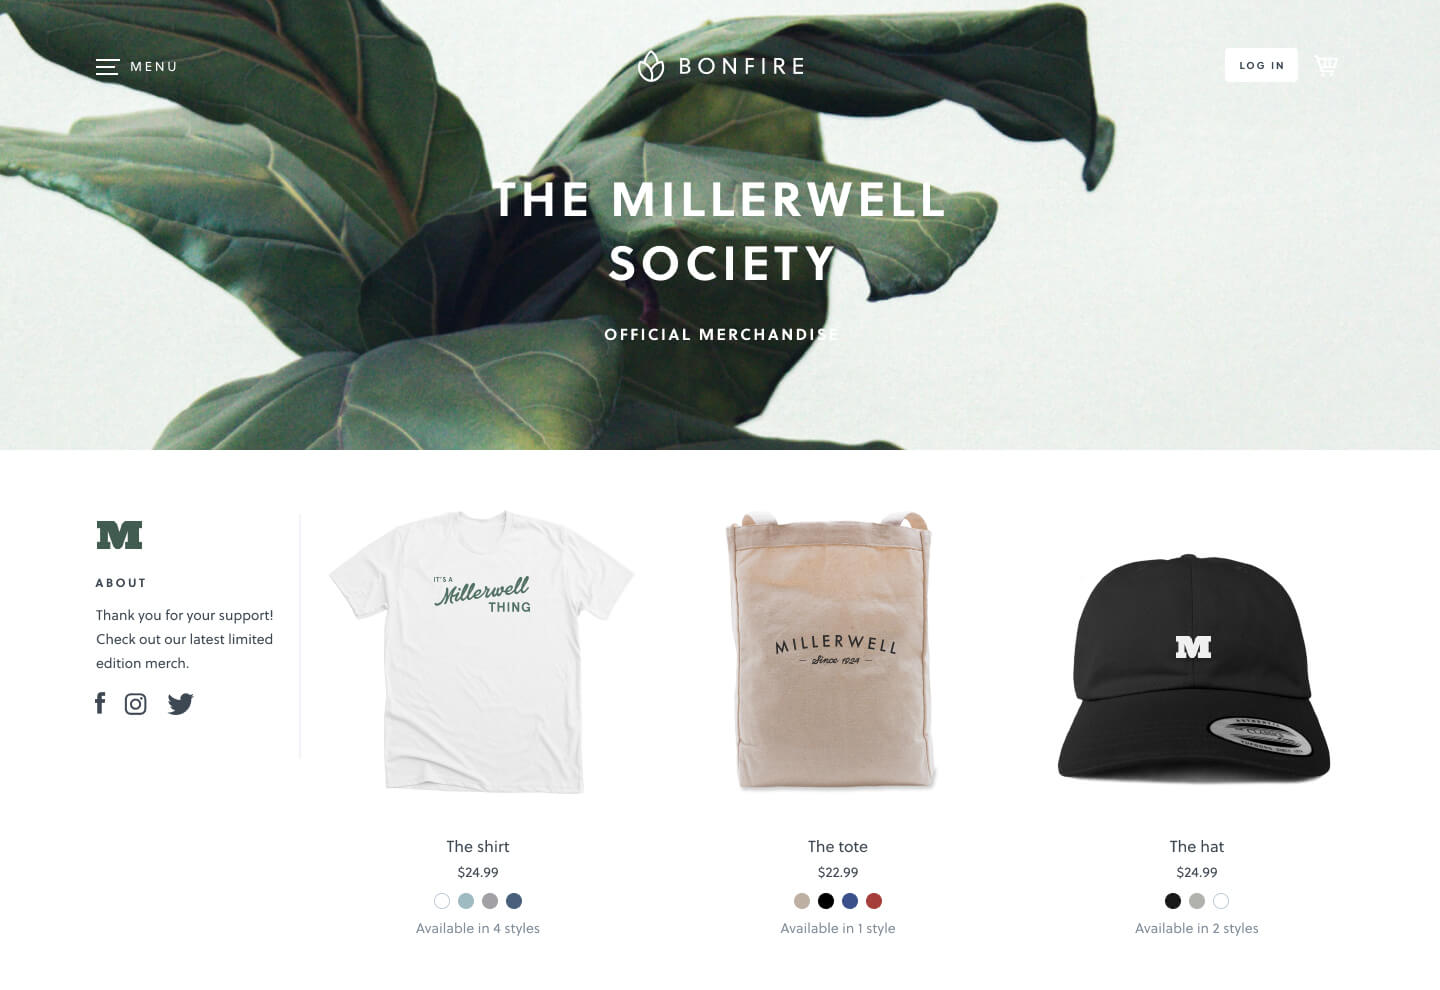 MENU
BONFIRE
LOG IN
THE MILLERWELL
SOCIETY
OFFICIAL MERCHANDISE
M
ABOUT
Thank you for your support!
Check out our latest limited
edition merch.
IT'S A
Millerwell
THING
MILLERWELL
– Since 1924 –
M
CLASSICS
The shirt
$24.99
Available in 4 styles
The tote
$22.99
Available in 1 style
The hat
$24.99
Available in 2 styles